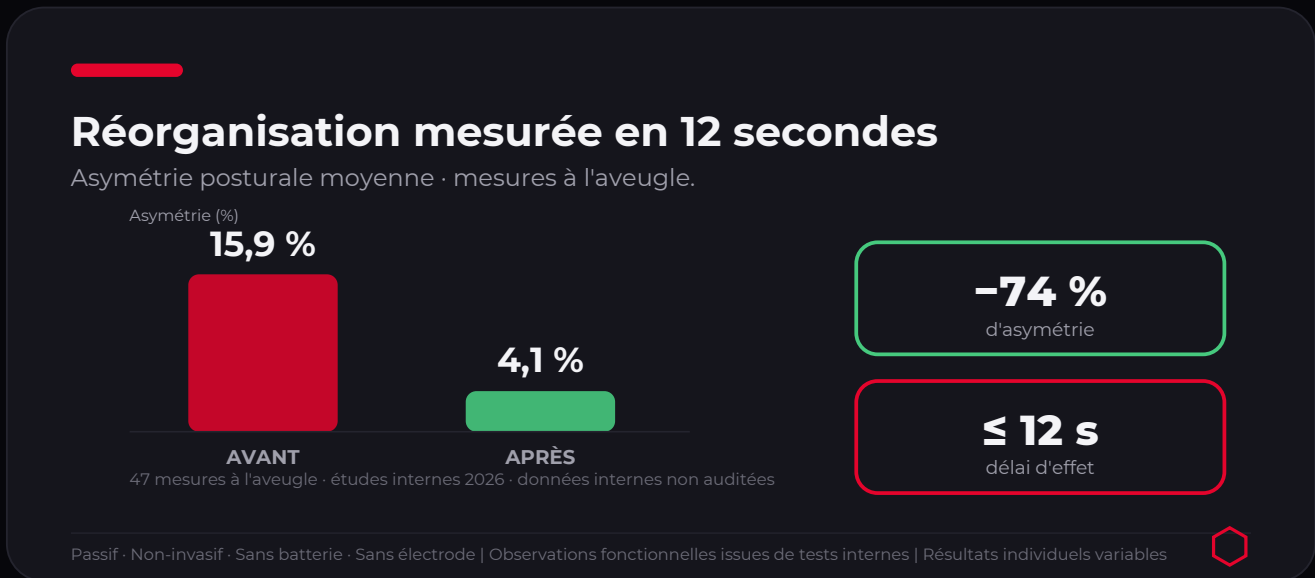 Réorganisation mesurée en 12 secondes
Asymétrie posturale moyenne · mesures à l'aveugle.
Asymétrie (%)
15,9 %
4,1 %
AVANT
APRÈS
47 mesures à l'aveugle · études internes 2026 · données internes non auditées
−74 %
d'asymétrie
≤ 12 s
délai d'effet
Passif · Non-invasif · Sans batterie · Sans électrode | Observations fonctionnelles issues de tests internes | Résultats individuels variables